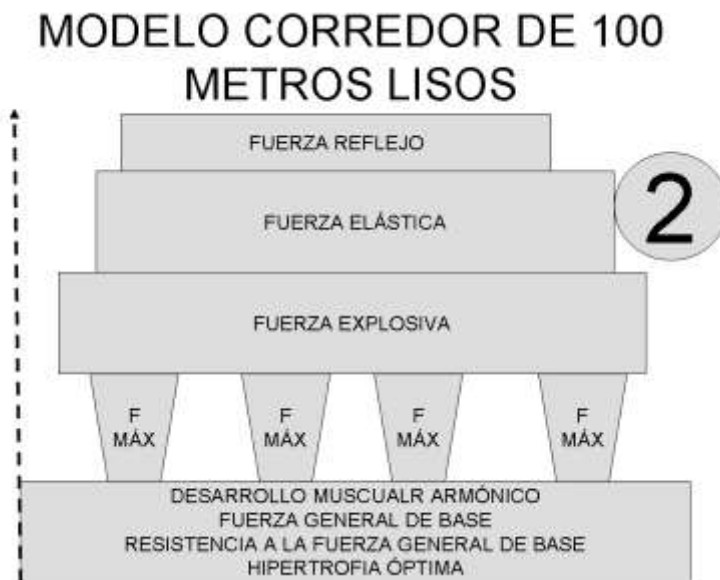 MODELO CORREDOR DE 100
METROS LISOS
FUERZA REFLEJO
FUERZA ELÁSTICA
2
FUERZA EXPLOSIVA
F
MÁX
F
MÁX
F
MÁX
F
MÁX
DESARROLLO MUSCUALR ARMÓNICO
FUERZA GENERAL DE BASE
RESISTENCIA A LA FUERZA GENERAL DE BASE
HIPERTROFIA ÓPTIMA